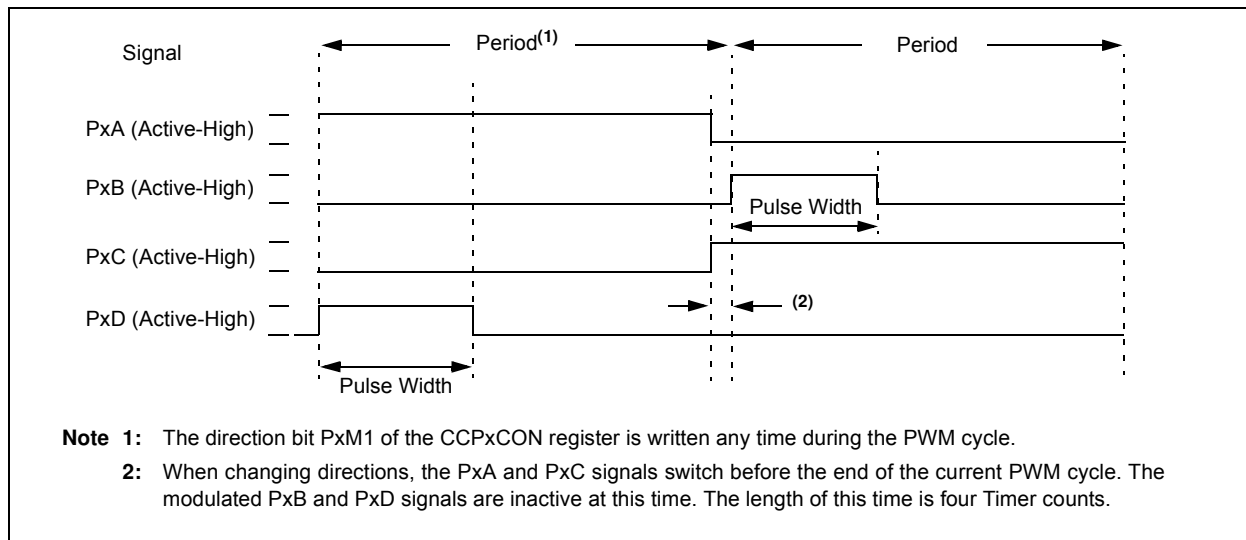 Signal
Period(1)
Period
PxA (Active-High)
PxB (Active-High)
Pulse Width
PxC (Active-High)
(2)
PxD (Active-High)
Pulse Width
Note 1: The direction bit PxM1 of the CCPxCON register is written any time during the PWM cycle.
2: When changing directions, the PxA and PxC signals switch before the end of the current PWM cycle. The
modulated PxB and PxD signals are inactive at this time. The length of this time is four Timer counts.